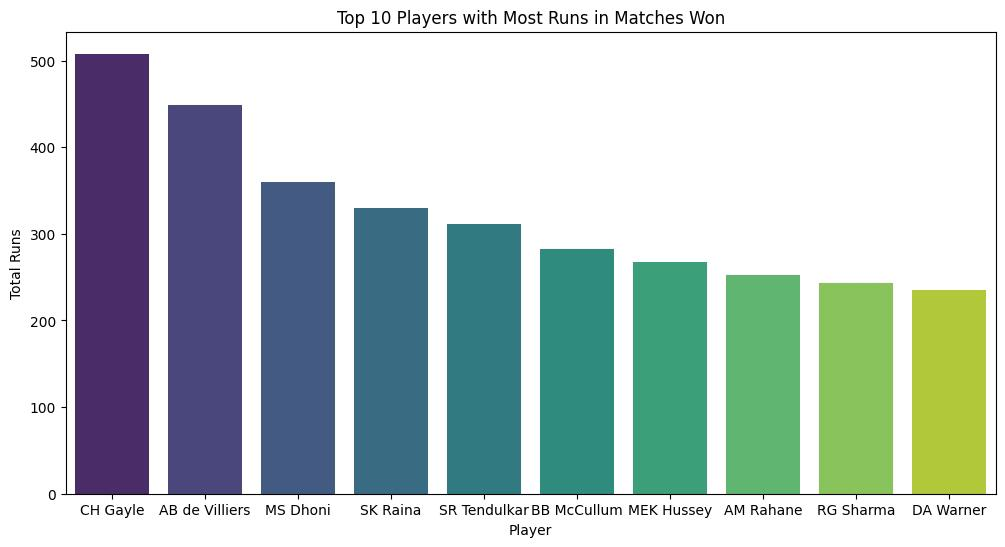 Top 10 Players with Most Runs in Matches Won
Total Runs
500
400
300
200
100
0
CH Gayle AB de Villiers MS Dhoni SK Raina SR Tendulkar BB McCullum MEK Hussey AM Rahane RG Sharma DA Warner
Player